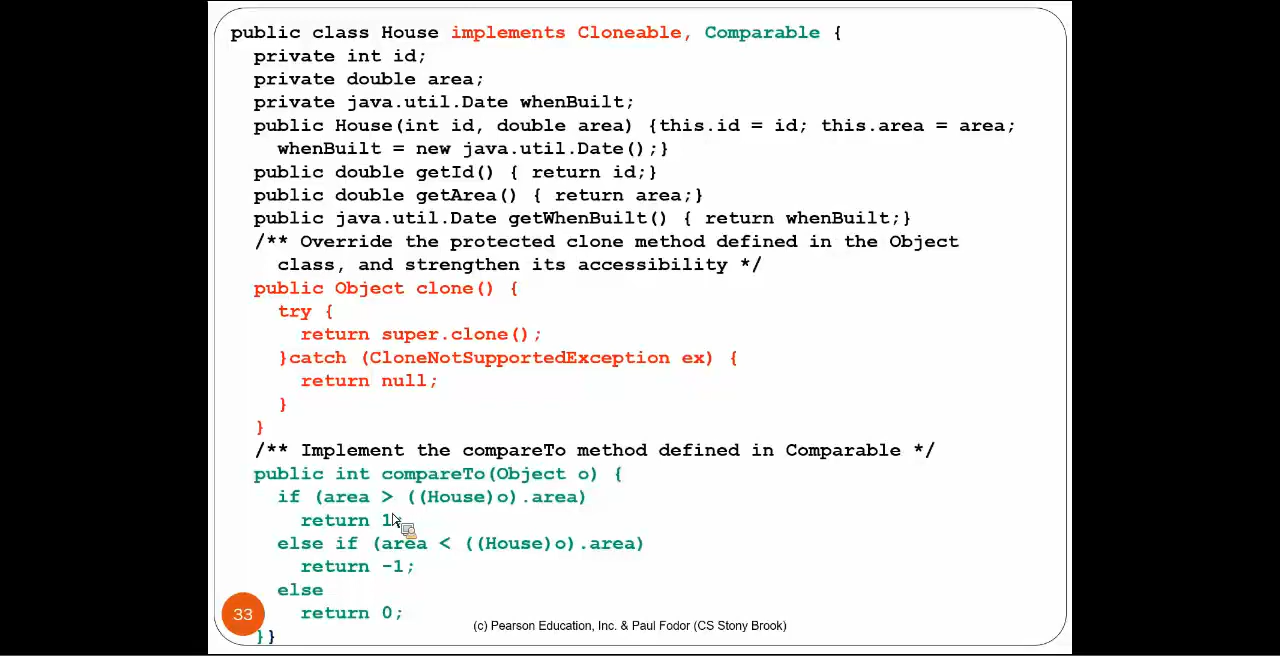 public class House implements Cloneable, Comparable {
private int id;
private double area;
private java.util.Date whenBuilt;
public House(int id, double area) {this.id = id; this.area = area;
whenBuilt = new java.util.Date();}
public double getId() { return id;}
public double getArea() { return area;}
public java.util.Date getWhenBuilt() { return whenBuilt;}
/** Override the protected clone method defined in the Object
class, and strengthen its accessibility */
public Object clone() {
try {
return super.clone();
}catch (CloneNotSupportedException ex) {
return null;
}
}
/** Implement the compareTo method defined in Comparable */
public int compareTo(Object o) {
if (area > ((House)o).area)
return 1;
else if (area < ((House)o).area)
return -1;
else
return 0;
}}
33
(c) Pearson Education, Inc. & Paul Fodor (CS Stony Brook)